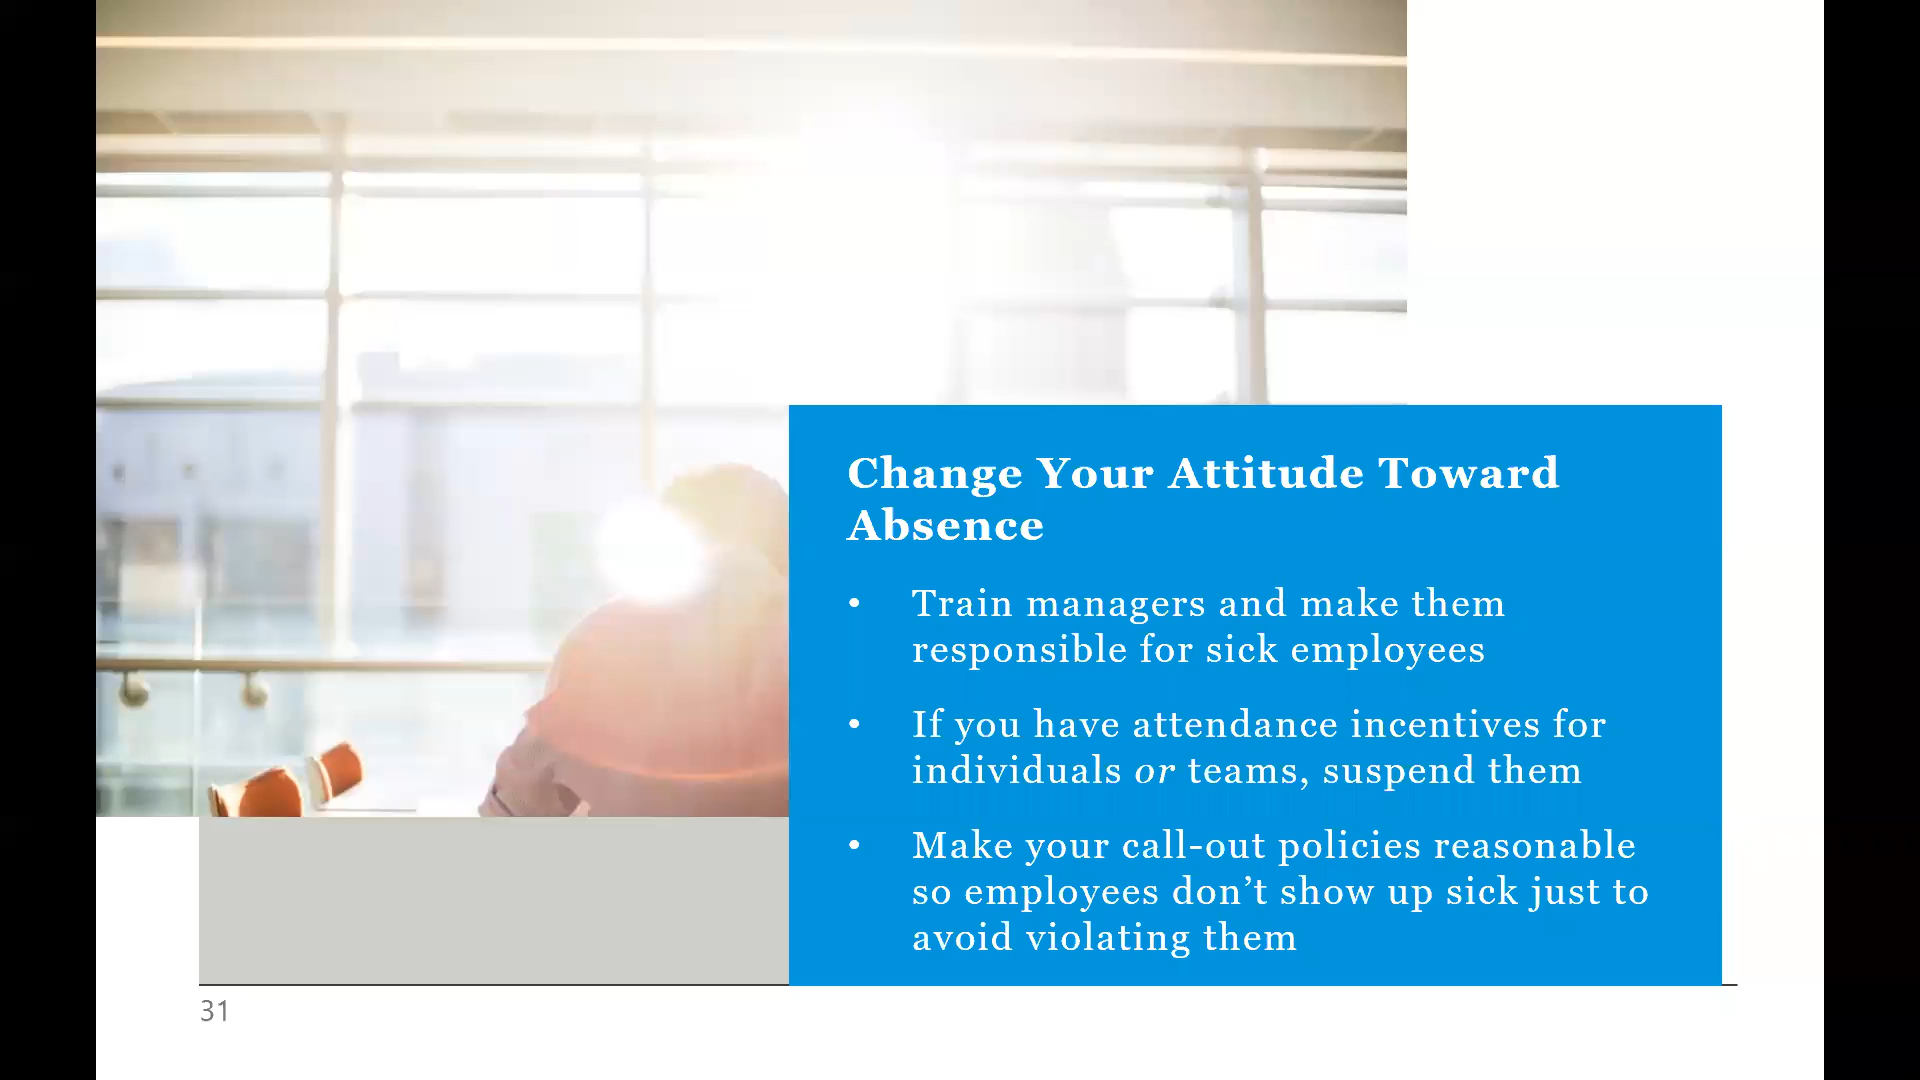 Change Your Attitude Toward
Absence
• Train managers and make them
responsible for sick employees
• If you have attendance incentives for
individuals or teams, suspend them
• Make your call-out policies reasonable
so employees don’t show up sick just to
avoid violating them
31